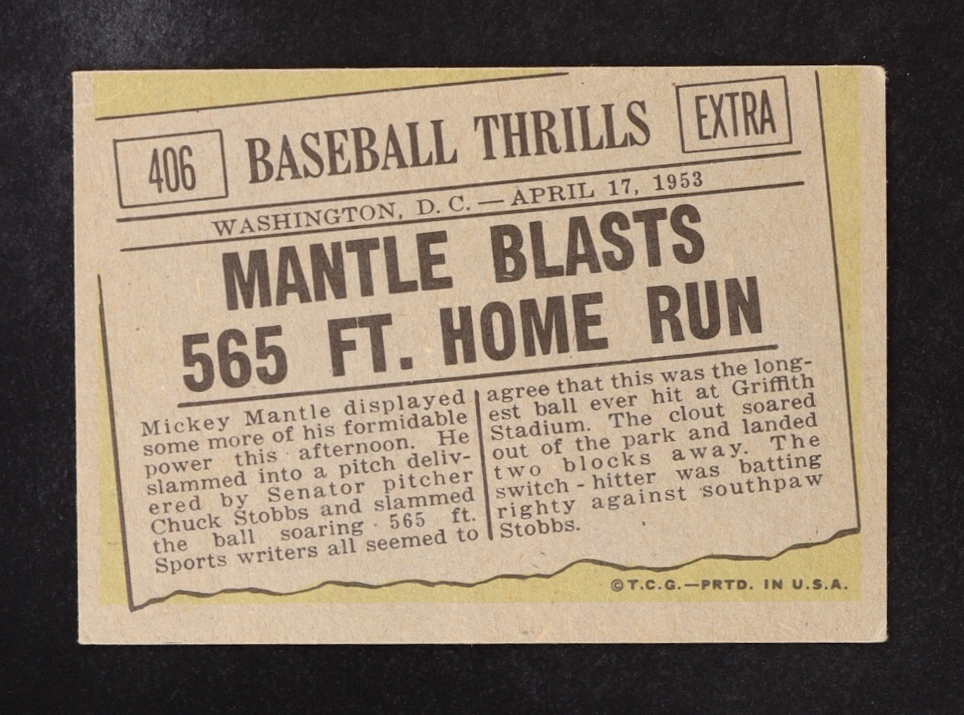 406
BASEBALL THRILLS
EXTRA
WASHINGTON, D. C. — APRIL 17, 1953
MANTLE BLASTS
565 FT. HOME RUN
Mickey Mantle displayed
some more of his formidable
power this afternoon. He
slammed into a pitch deliv-
ered by Senator pitcher
Chuck Stobbs and slammed
the ball soaring 565 ft.
Sports writers all seemed to
agree that this was the long-
est ball ever hit at Griffith
Stadium. The clout soared
out of the park and landed
two blocks away. The
switch-hitter was batting
righty against southpaw
Stobbs.
©T.C.G.—PRTD. IN U.S.A.